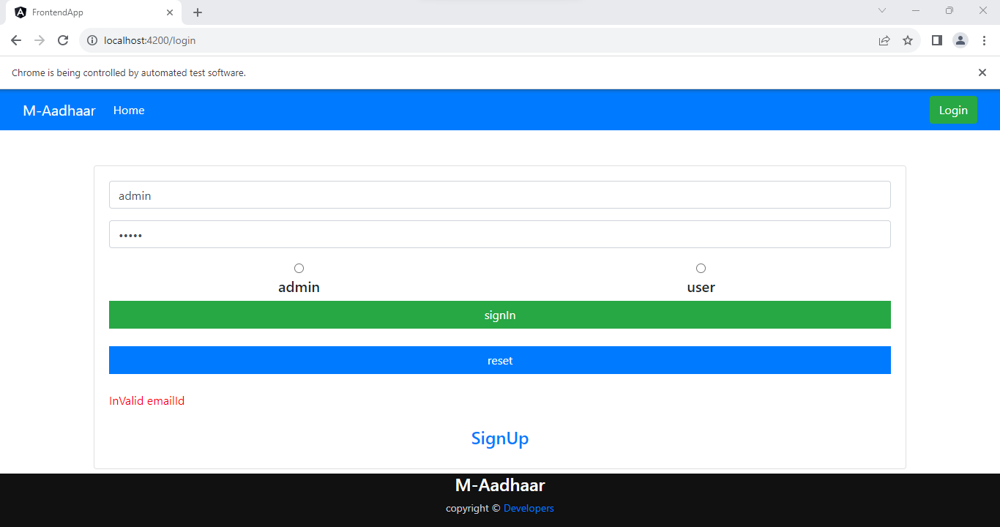 FrontendApp
localhost:4200/login
Chrome is being controlled by automated test software.
M-Aadhaar Home Login
admin
•••••
admin user
signIn
reset
InValid emailId
SignUp
M-Aadhaar
copyright © Developers